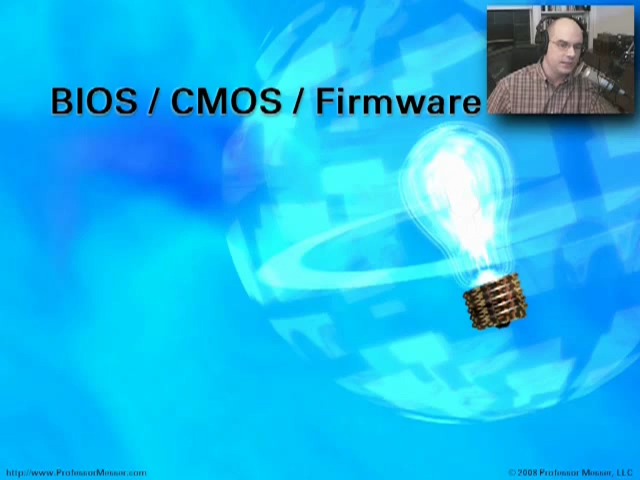 BIOS / CMOS / Firmware
http://www.ProfessorMesser.com
© 2008 Professor Messer, LLC